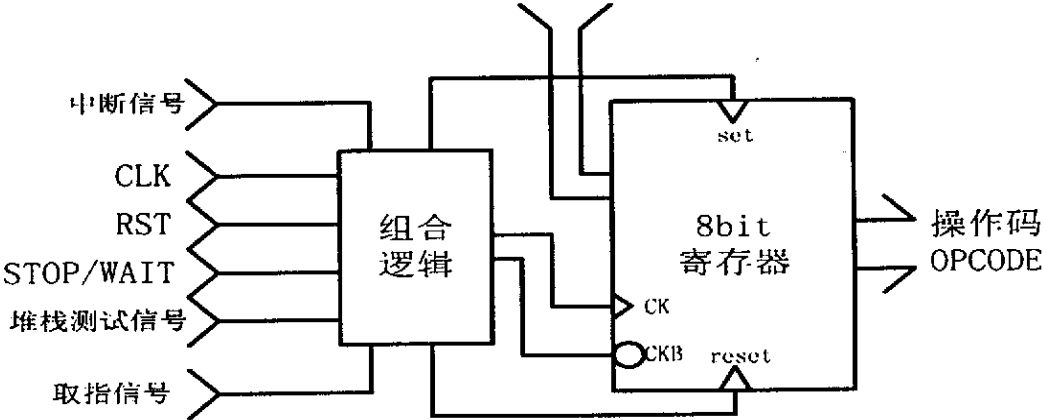 中断信号
CLK
RST
STOP/WAIT
堆栈测试信号
取指信号
组合
逻辑
set
8bit
寄存器
CK
CKB
reset
操作码
OPCODE